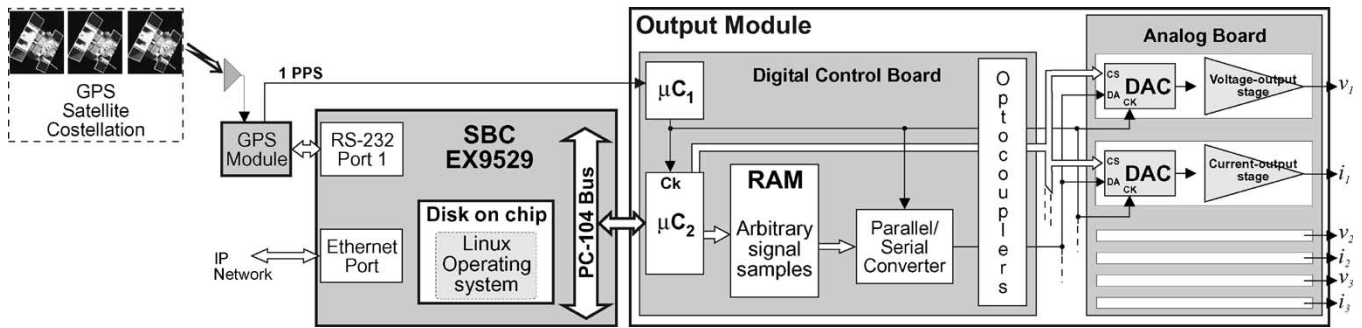 GPS
Satellite
Costellation
1 PPS
GPS
Module
RS-232
Port 1
SBC
EX9529
Ethernet
Port
IP
Network
Disk on chip
Linux
Operating
system
PC-104 Bus
Output Module
Digital Control Board
μC1
Ck
μC2
RAM
Arbitrary
signal
samples
Parallel/
Serial
Converter
Optocouplers
Analog Board
CS
DA
CK
DAC
Voltage-output
stage
v1
CS
DA
CK
DAC
Current-output
stage
i1
v2
i2
v3
i3